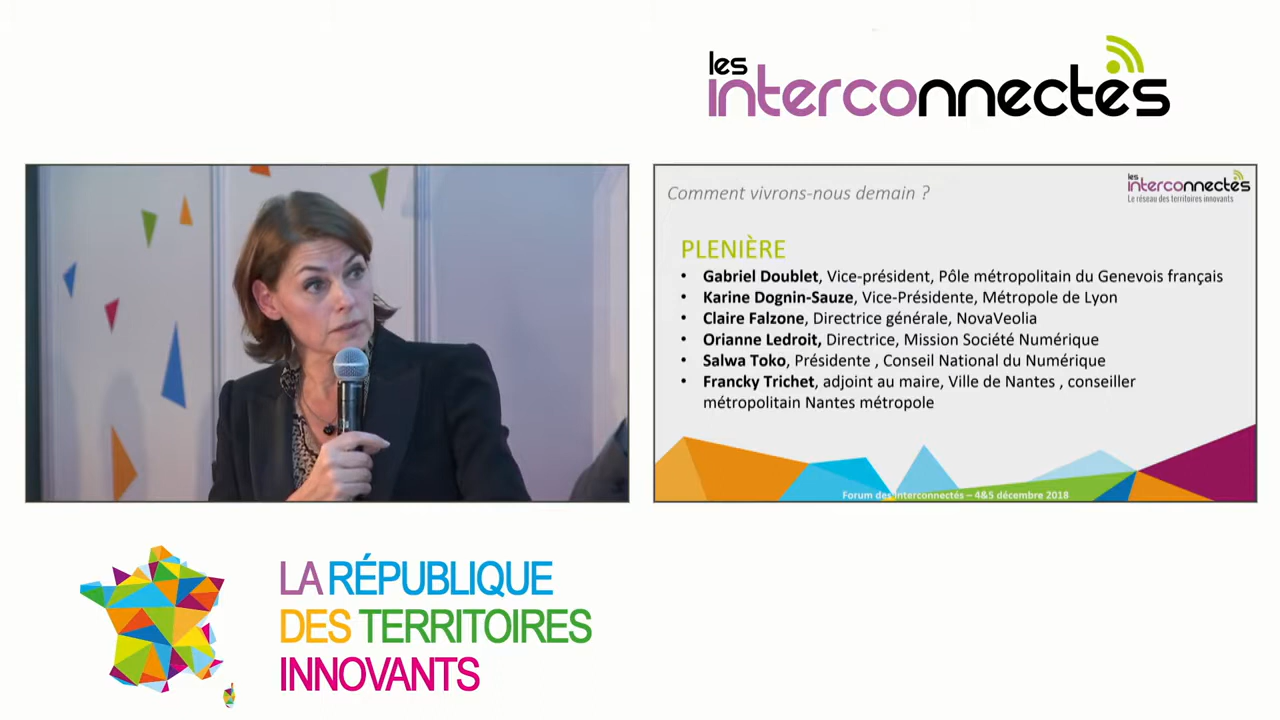 les
interconnectés
Comment vivrons-nous demain ?
les
interconnectés
Le réseau des territoires innovants
PLENIÈRE
• Gabriel Doublet, Vice-président, Pôle métropolitain du Genevois français
• Karine Dognin-Sauze, Vice-Présidente, Métropole de Lyon
• Claire Falzone, Directrice générale, NovaVeolia
• Orianne Ledroit, Directrice, Mission Société Numérique
• Salwa Toko, Présidente , Conseil National du Numérique
• Francky Trichet, adjoint au maire, Ville de Nantes , conseiller
métropolitain Nantes métropole
Forum des Interconnectés – 4&5 décembre 2018
LA RÉPUBLIQUE
DES TERRITOIRES
INNOVANTS